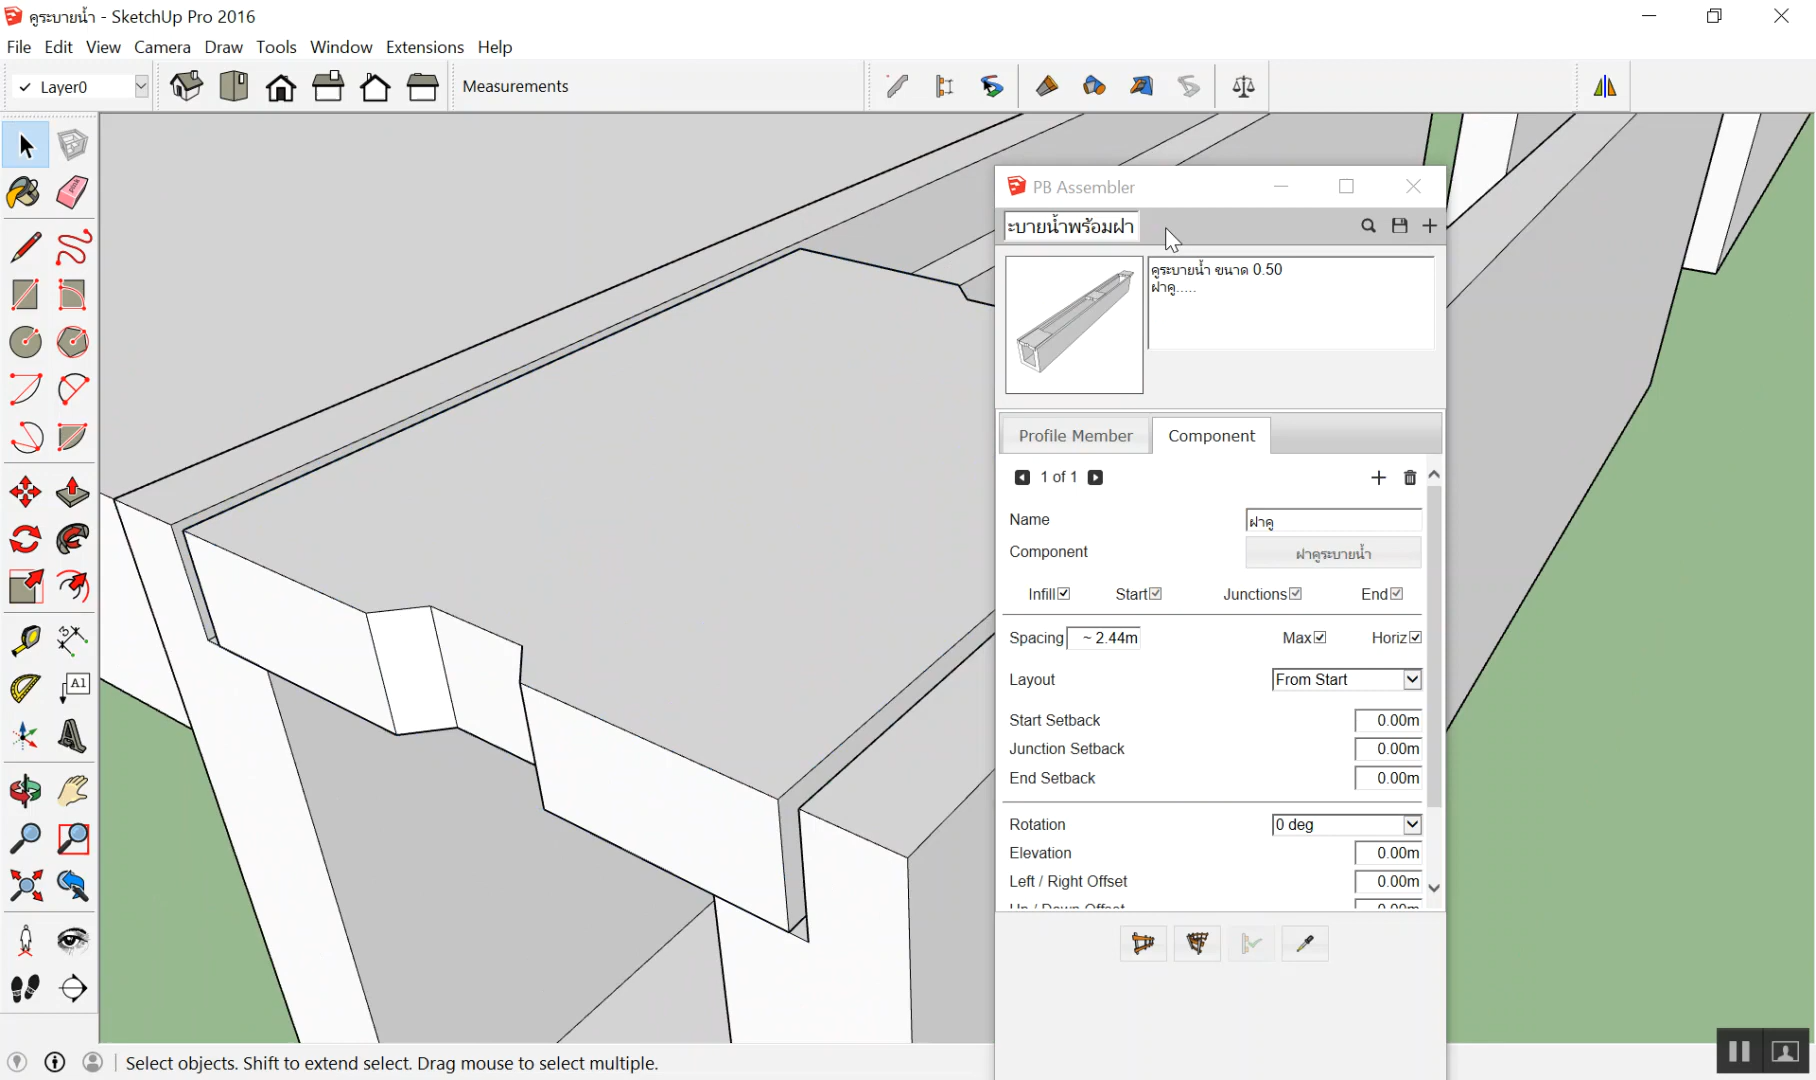 คูระบายน้ำ - SketchUp Pro 2016
File Edit View Camera Draw Tools Window Extensions Help
Layer0
Measurements
PB Assembler
ะบายน้ำพร้อมฝา
คูระบายน้ำ ขนาด 0.50
ฝาคู.....
Profile Member Component
1 of 1
Name ฝาคู
Component ฝาคูระบายน้ำ
Infill Start Junctions End
Spacing ~ 2.44m Max Horiz
Layout From Start
Start Setback 0.00m
Junction Setback 0.00m
End Setback 0.00m
Rotation 0 deg
Elevation 0.00m
Left / Right Offset 0.00m
Up / Down Offset 0.00m
Select objects. Shift to extend select. Drag mouse to select multiple.